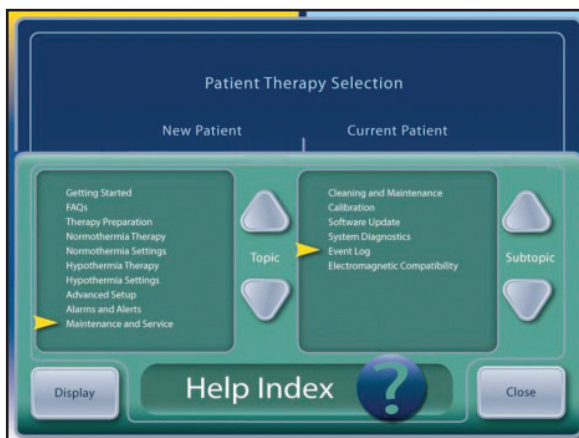 Patient Therapy Selection
New Patient
Current Patient
Getting Started
FAQs
Therapy Preparation
Normothermia Therapy
Normothermia Settings
Hypothermia Therapy
Hypothermia Settings
Advanced Setup
Alarms and Alerts
Maintenance and Service
Topic
Cleaning and Maintenance
Calibration
Software Update
System Diagnostics
Event Log
Electromagnetic Compatibility
Subtopic
Display
Help Index ?
Close